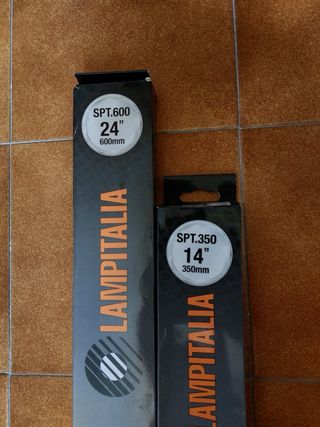 SPT.600
24"
600mm
LAMPITALIA
SPT.350
14"
350mm
LAMPITALIA